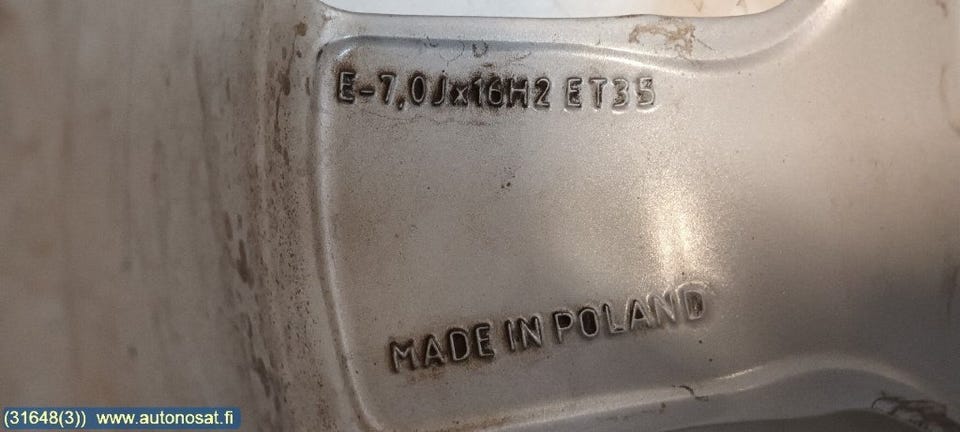 E-7,0Jx16H2 ET35
MADE IN POLAND
(31648(3)) www.autonosat.fi